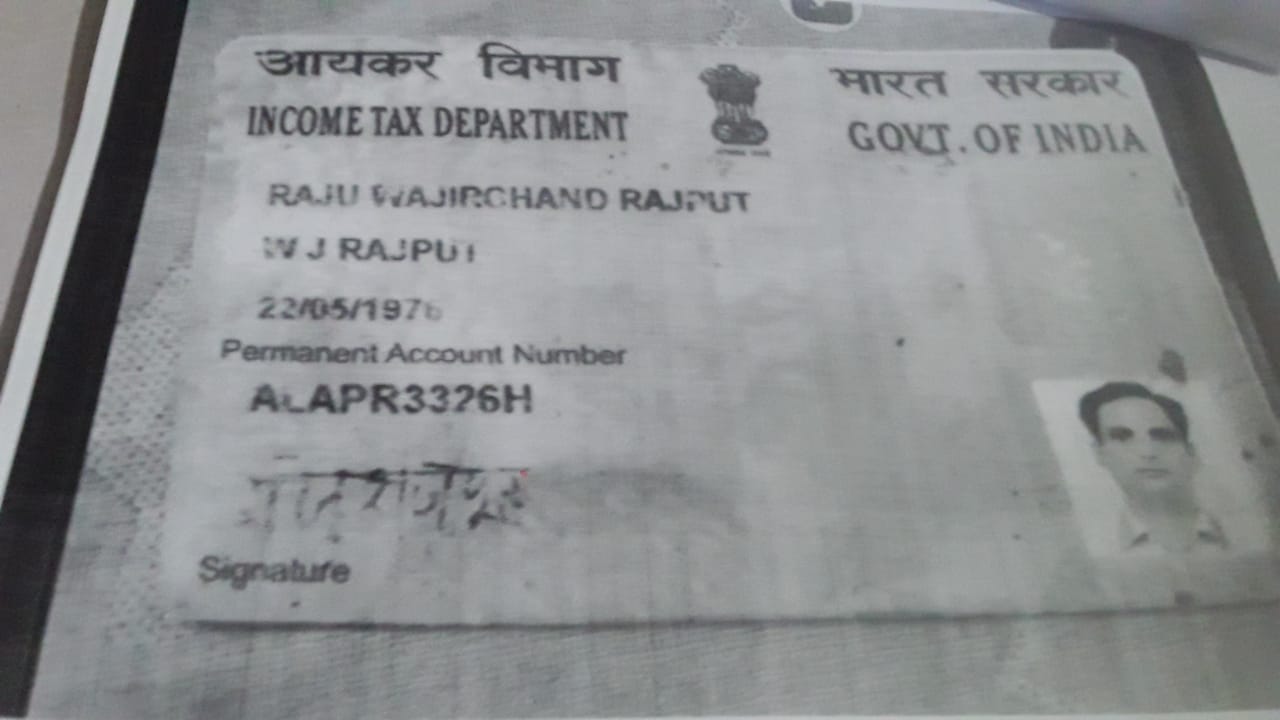 आयकर विभाग
भारत सरकार
INCOME TAX DEPARTMENT
GOVT. OF INDIA
RAJU WAJIRCHAND RAJPUT
W J RAJPUT
22/05/1976
Permanent Account Number
ALAPR3326H
Signature